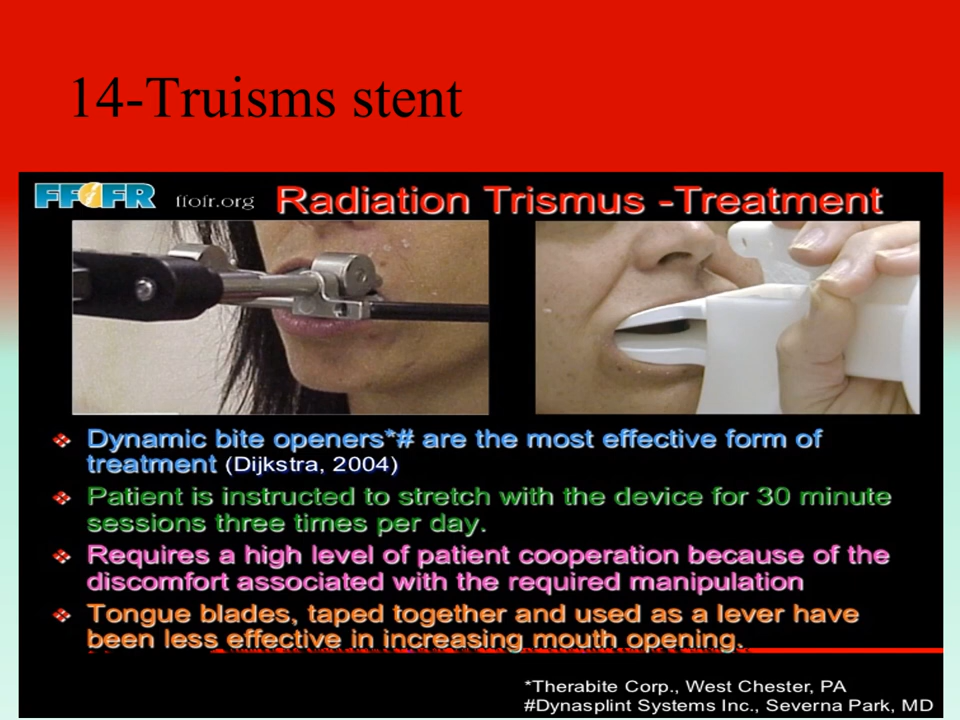 14-Truisms stent
FFOFR ffofr.org Radiation Trismus -Treatment
Dynamic bite openers*# are the most effective form of
treatment (Dijkstra, 2004)
Patient is instructed to stretch with the device for 30 minute
sessions three times per day.
Requires a high level of patient cooperation because of the
discomfort associated with the required manipulation
Tongue blades, taped together and used as a lever have
been less effective in increasing mouth opening.
*Therabite Corp., West Chester, PA
#Dynasplint Systems Inc., Severna Park, MD